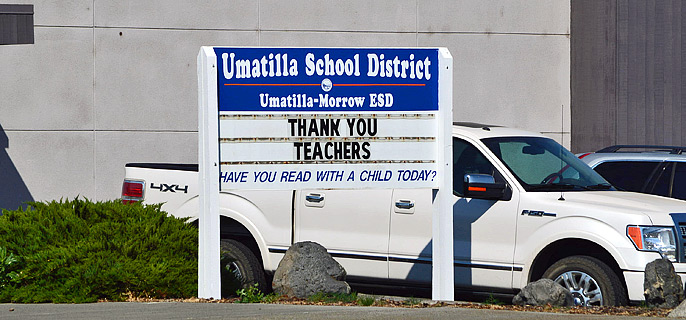 Umatilla School District
Umatilla-Morrow ESD
THANK YOU
TEACHERS
HAVE YOU READ WITH A CHILD TODAY?
4X4
F-150